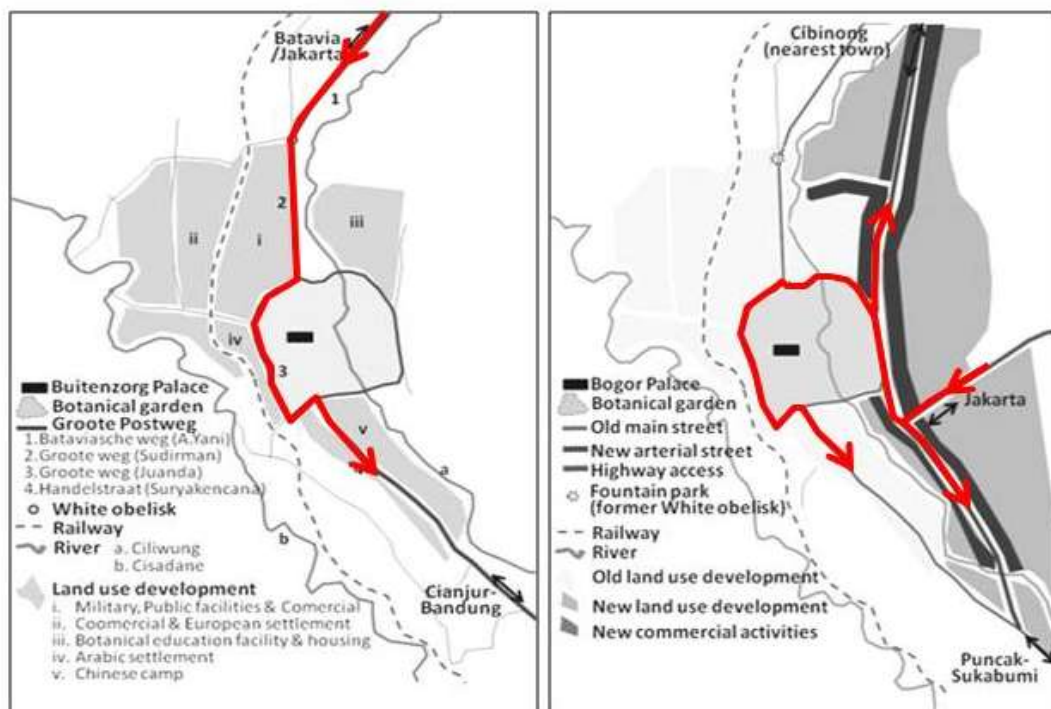 Batavia
/Jakarta
1
2
iii
ii
i
iv
3
v
a
b
Buitenzorg Palace
Botanical garden
Groote Postweg
1.Bataviasche weg (A.Yani)
2.Groote weg (Sudirman)
3.Groote weg (Juanda)
4.Handelstraat (Suryakencana)
White obelisk
Railway
River a. Ciliwung
b. Cisadane
Land use development
i. Military, Public facilities & Comercial
ii. Coomercial & European settlement
iii. Botanical education facility & housing
iv. Arabic settlement
v. Chinese camp
Cianjur-
Bandung
Cibinong
(nearest town)
Jakarta
Bogor Palace
Botanical garden
Old main street
New arterial street
Highway access
Fountain park
(former White obelisk)
Railway
River
Old land use development
New land use development
New commercial activities
Puncak-
Sukabumi